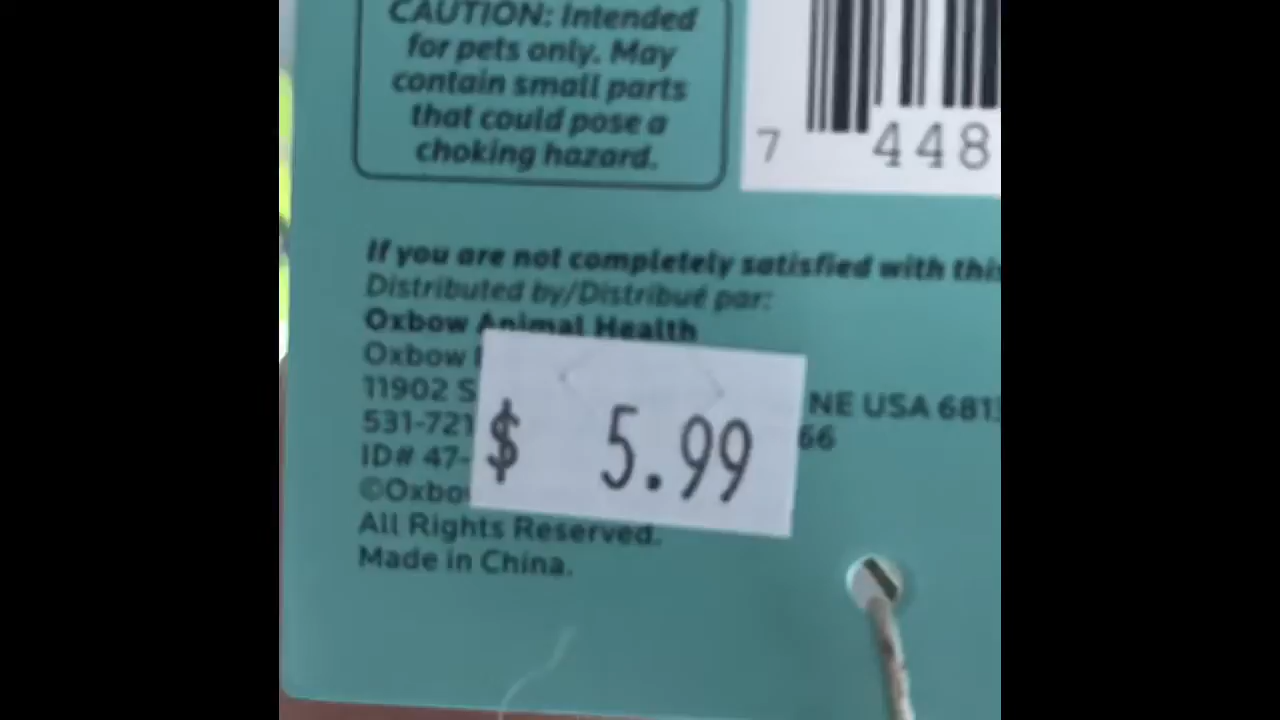 CAUTION: Intended
for pets only. May
contain small parts
that could pose a
choking hazard.
7 448
If you are not completely satisfied with this
Distributed by/Distribué par:
Oxbow Animal Health
Oxbow
11902 S NE USA 681
531-721 66
ID# 47-
©Oxbo
$ 5.99
All Rights Reserved.
Made in China.